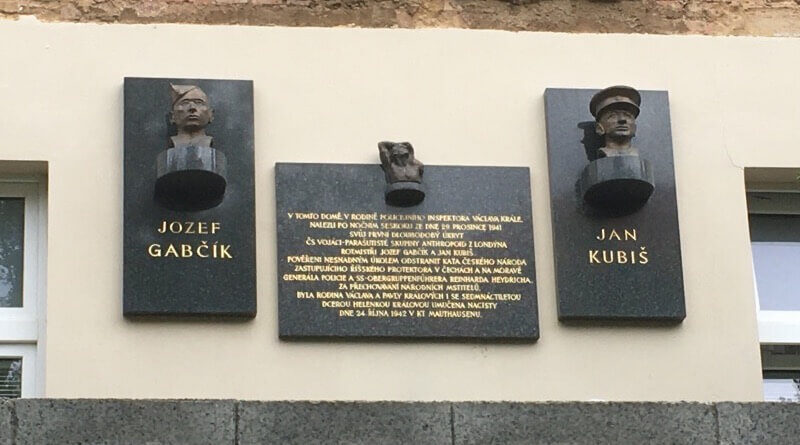 JOZEF
GABČÍK
V TOMTO DOMĚ, V RODINĚ POLICEJNÍHO INSPEKTORA VÁCLAVA KRÁLE,
NALEZLI PO NOČNÍM SESKOKU ZE DNE 29. PROSINCE 1941
SVŮJ PRVNÍ DLOUHODOBÝ ÚKRYT
ČS VOJÁCI-PARAŠUTISTÉ SKUPINY ANTHROPOID Z LONDÝNA
ROTMISTŘI JOZEF GABČÍK A JAN KUBIŠ.
POVĚŘENI NESNADNÝM ÚKOLEM ODSTRANIT KATA ČESKÉHO NÁRODA
ZASTUPUJÍCÍHO ŘÍŠSKÉHO PROTEKTORA V ČECHÁCH A NA MORAVĚ
GENERÁLA POLICIE A SS-OBERGRUPPENFÜHRERA REINHARDA HEYDRICHA.
ZA PŘECHOVÁVÁNÍ NÁRODNÍCH MSTITELŮ,
BYLA RODINA VÁCLAVA A PAVLY KRÁLOVÝCH I SE SEDMNÁCTILETOU
DCEROU HELENKOU KRÁLOVOU UMUČENA NACISTY
DNE 24. ŘÍJNA 1942 V KT MAUTHAUSENU.
JAN
KUBIŠ